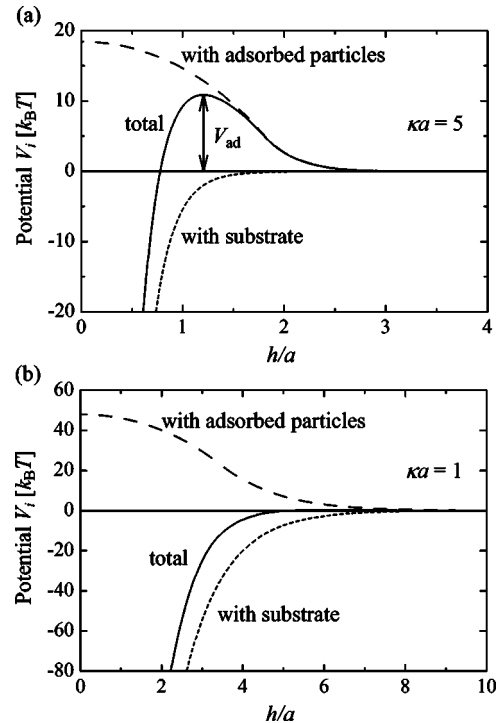 (a)
20
10
0
-10
-20
Potential V_i [k_BT]
with adsorbed particles
total
V_ad
κa = 5
with substrate
0
1
2
3
4
h/a
(b)
60
40
20
0
-20
-40
-60
-80
Potential V_i [k_BT]
with adsorbed particles
κa = 1
total
with substrate
0
2
4
6
8
10
h/a